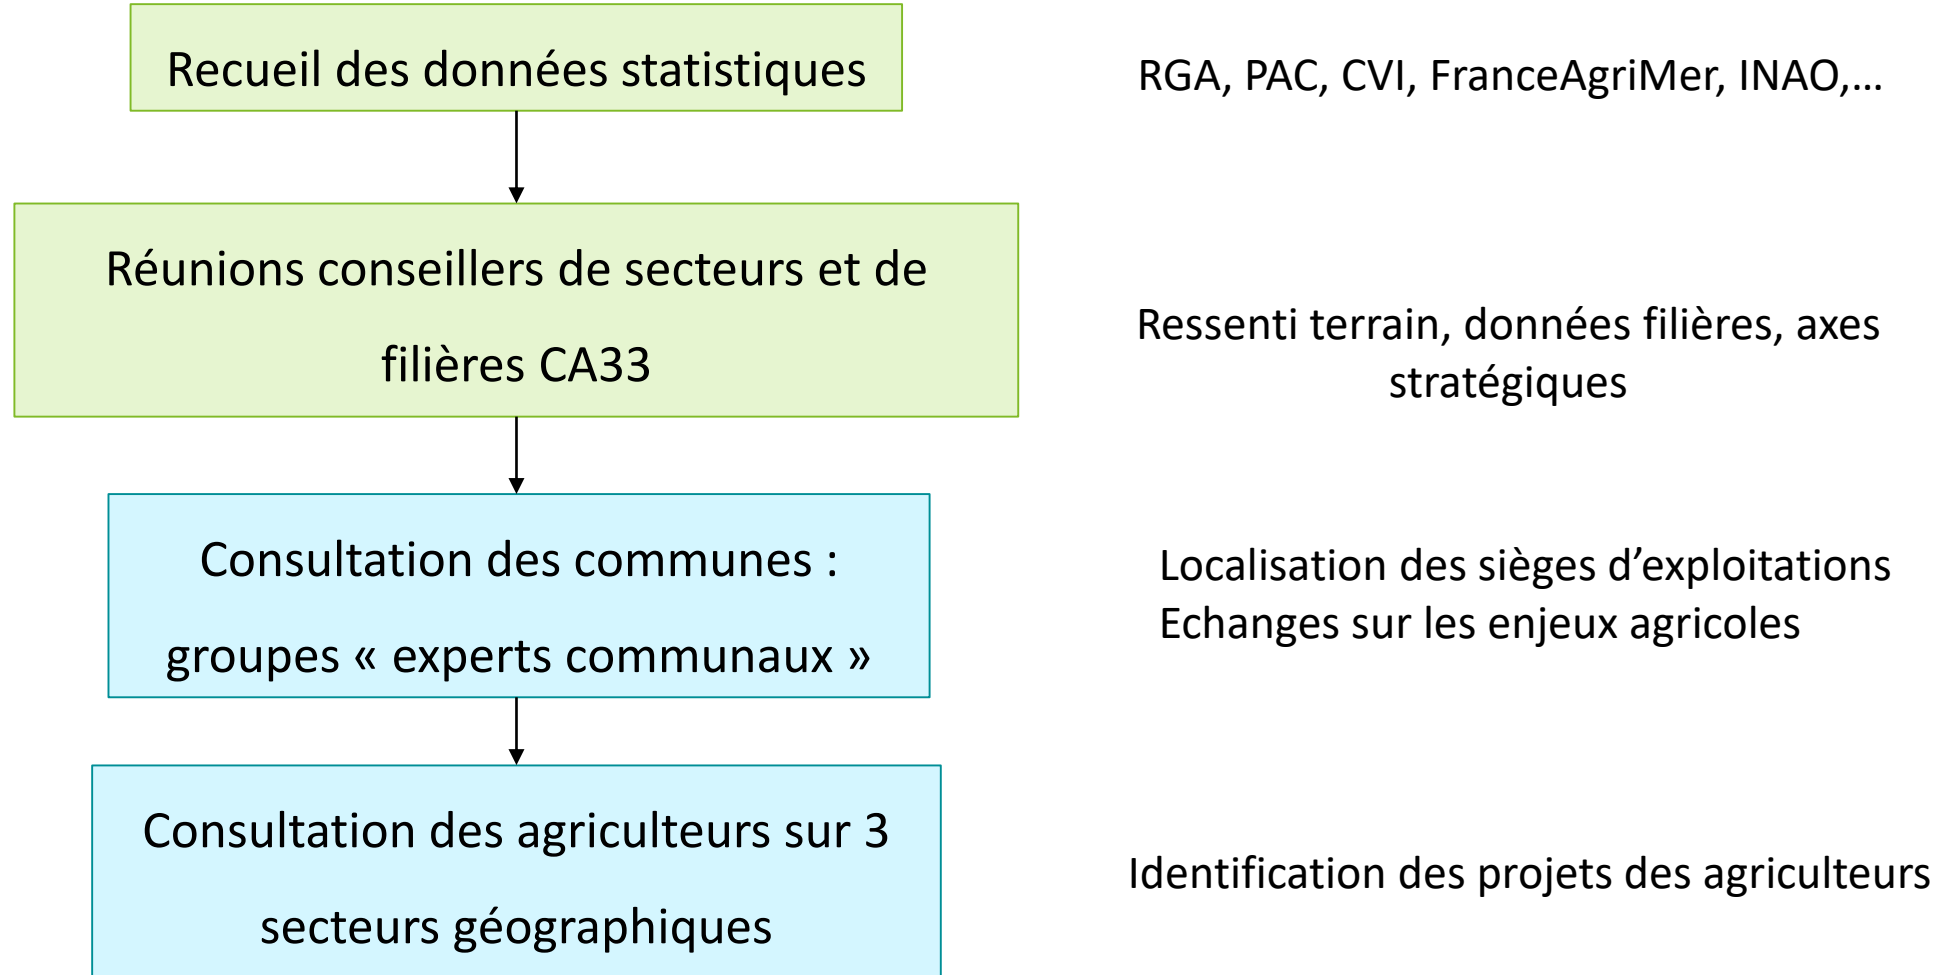 Recueil des données statistiques
RGA, PAC, CVI, FranceAgriMer, INAO,…
Réunions conseillers de secteurs et de
filières CA33
Ressenti terrain, données filières, axes
stratégiques
Consultation des communes :
groupes « experts communaux »
Localisation des sièges d’exploitations
Echanges sur les enjeux agricoles
Consultation des agriculteurs sur 3
secteurs géographiques
Identification des projets des agriculteurs